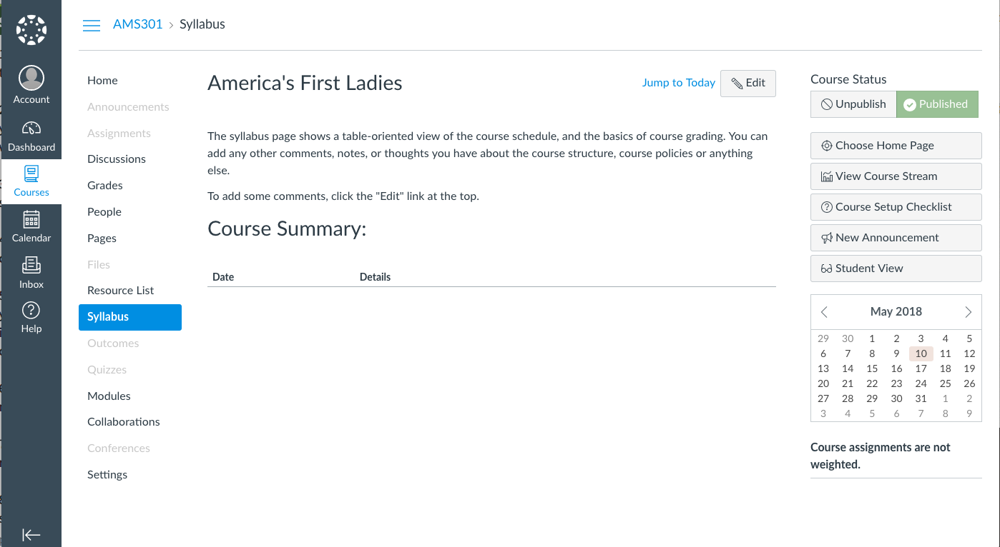 AMS301 › Syllabus
Account
Dashboard
Courses
Calendar
Inbox
Help
Home
Announcements
Assignments
Discussions
Grades
People
Pages
Files
Resource List
Syllabus
Outcomes
Quizzes
Modules
Collaborations
Conferences
Settings
America's First Ladies
Jump to Today
Edit
The syllabus page shows a table-oriented view of the course schedule, and the basics of course grading. You can
add any other comments, notes, or thoughts you have about the course structure, course policies or anything
else.
To add some comments, click the "Edit" link at the top.
Course Summary:
Date Details
Course Status
Unpublish Published
Choose Home Page
View Course Stream
Course Setup Checklist
New Announcement
Student View
May 2018
29 30 1 2 3 4 5
6 7 8 9 10 11 12
13 14 15 16 17 18 19
20 21 22 23 24 25 26
27 28 29 30 31 1 2
3 4 5 6 7 8 9
Course assignments are not
weighted.